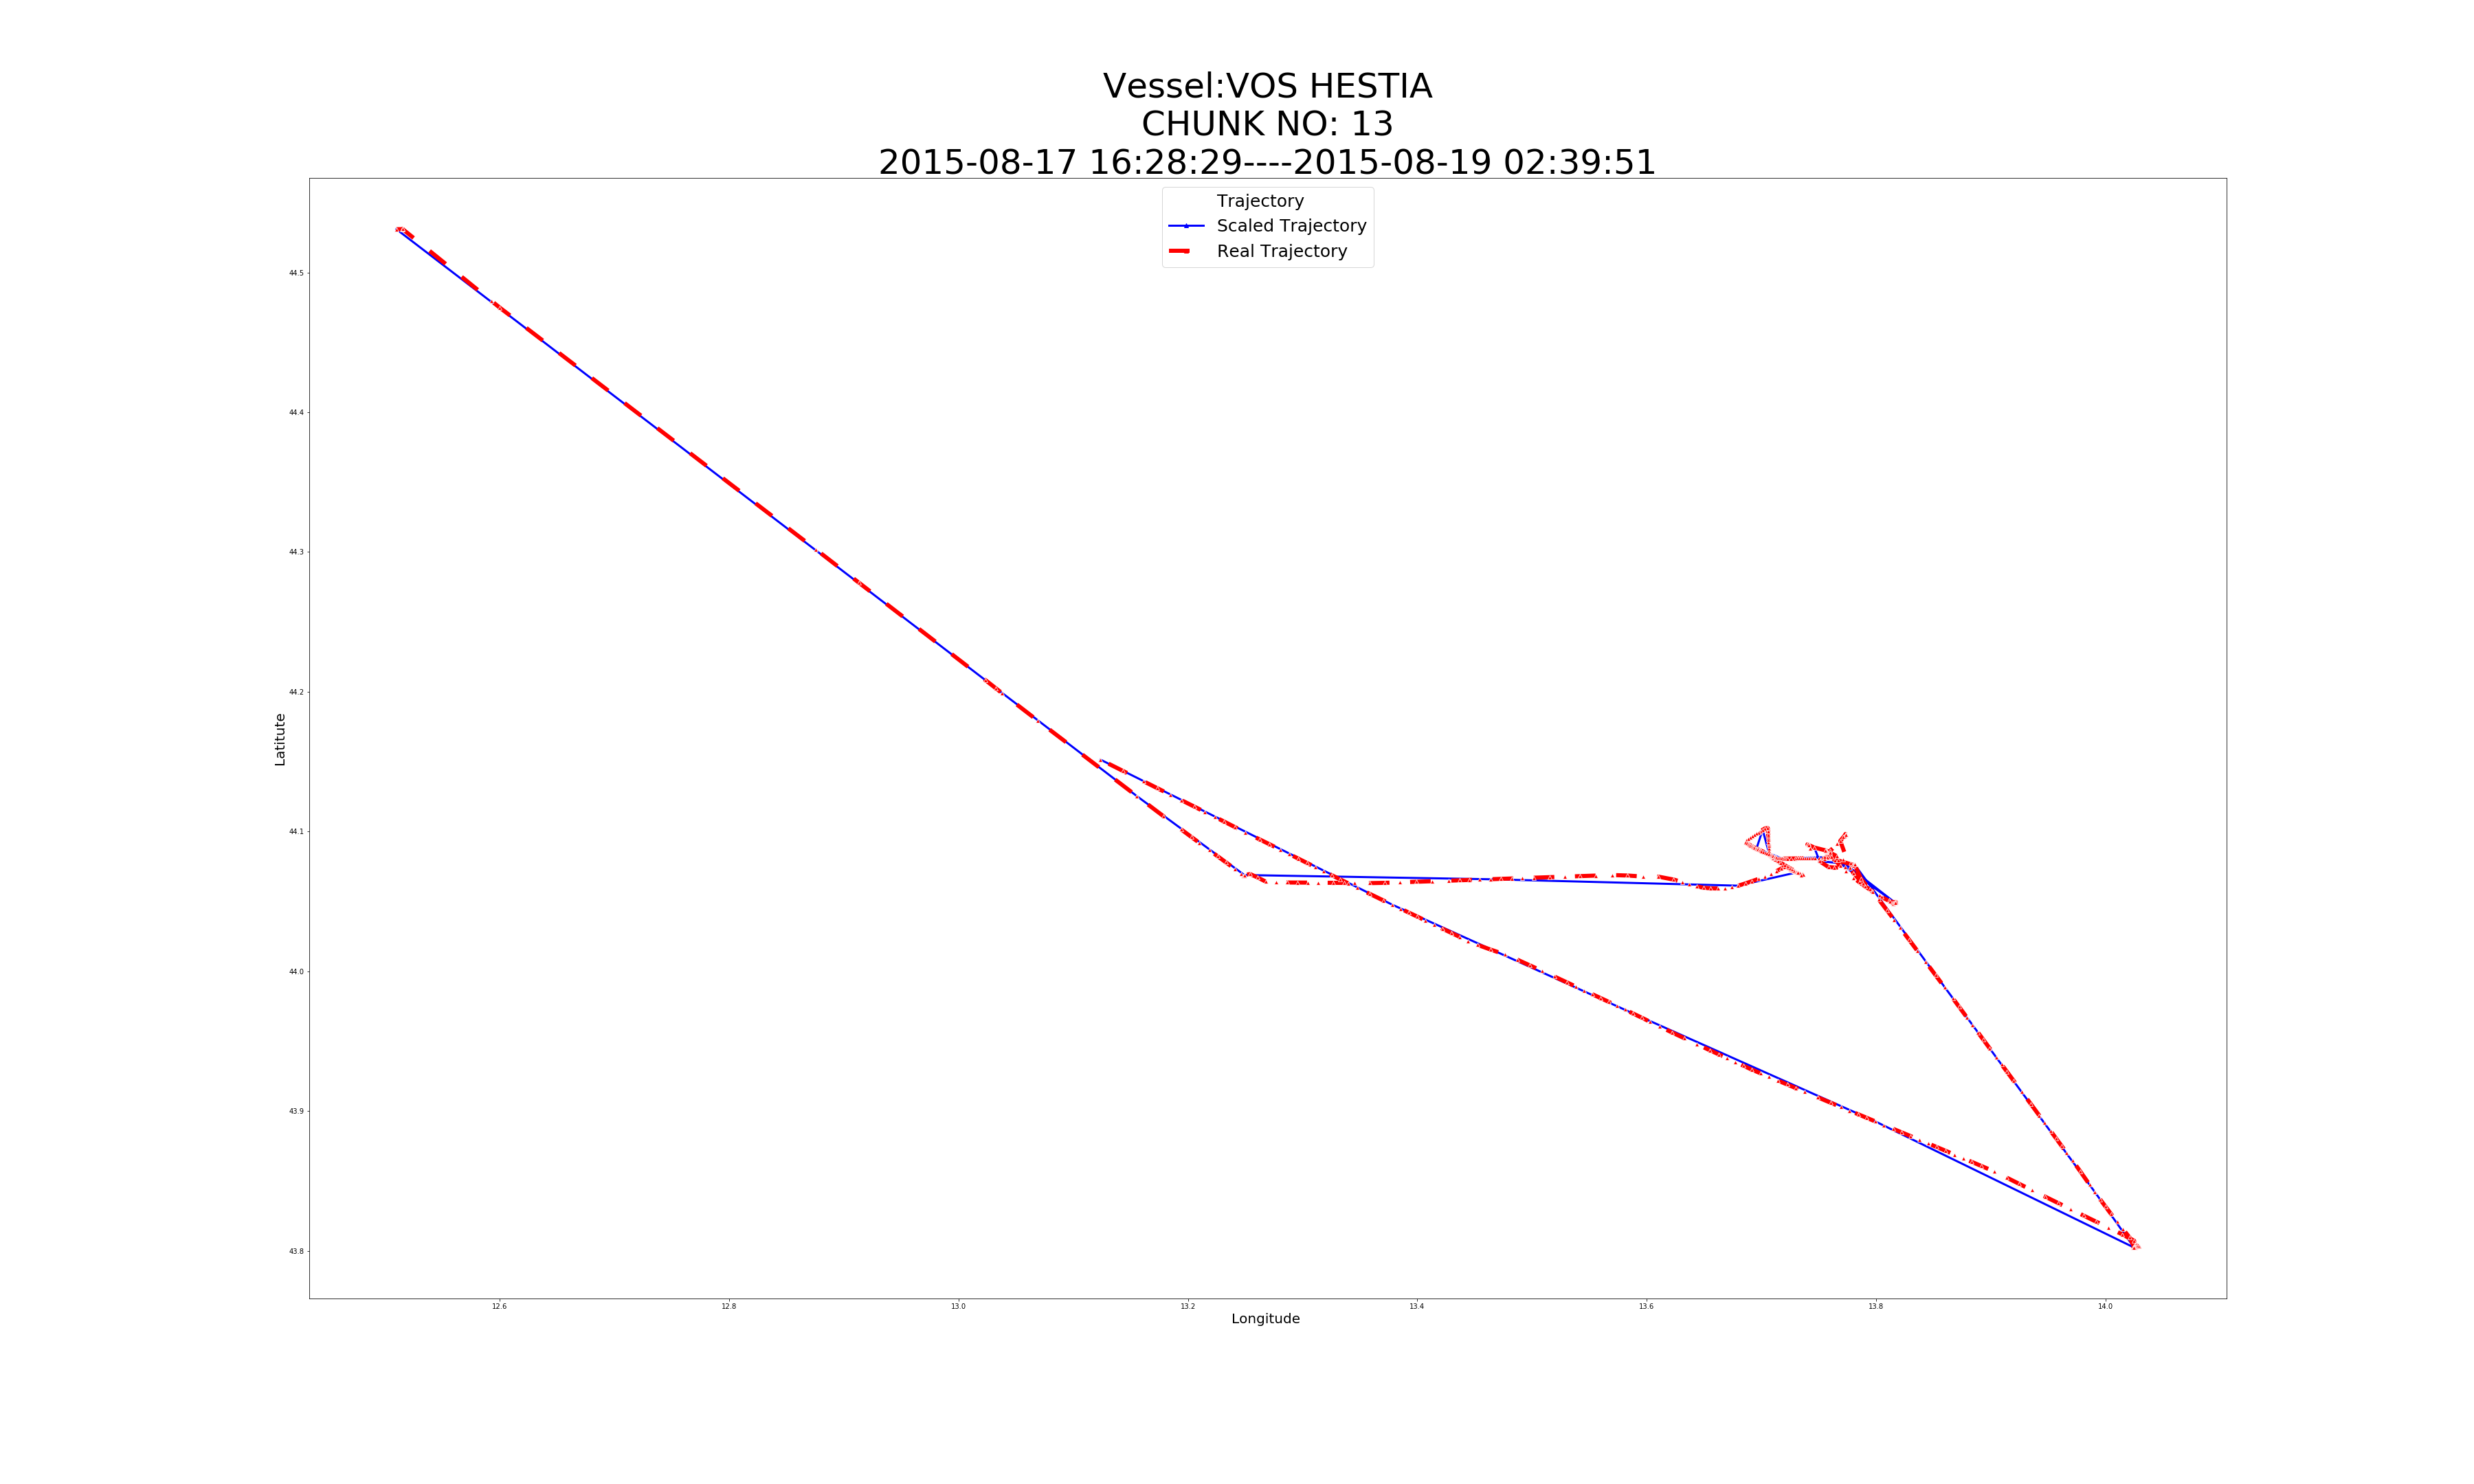 Vessel:VOS HESTIA
CHUNK NO: 13
2015-08-17 16:28:29----2015-08-19 02:39:51
Trajectory
Scaled Trajectory
Real Trajectory
44.5
44.4
44.3
44.2
44.1
44.0
43.9
43.8
Latitute
12.6 12.8 13.0 13.2 13.4 13.6 13.8 14.0
Longitude